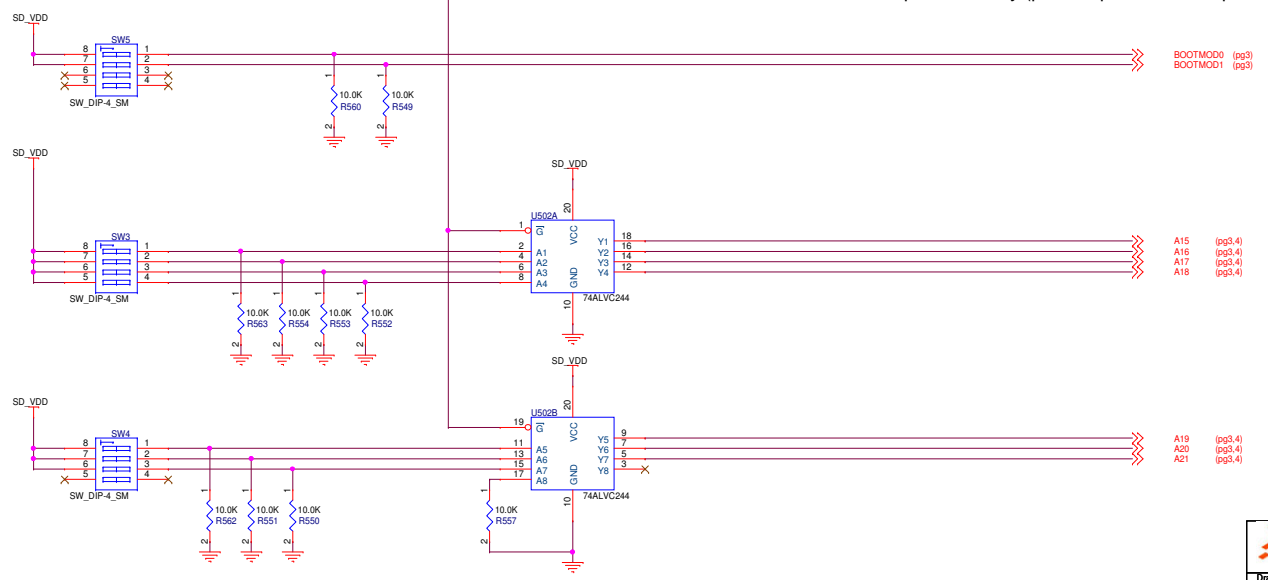 SD_VDD
SW5
8 1
7 2
6 3
5 4
SW_DIP-4_SM
BOOTMOD0 (pg3)
BOOTMOD1 (pg3)
1 1
10.0K 10.0K
R560 R549
2 2
SD_VDD
SD_VDD
20
U502A
1 G VCC
SW3
8 1 2 A1 Y1 18 A15 (pg3,4)
7 2 4 A2 Y2 16 A16 (pg3,4)
6 3 6 A3 Y3 14 A17 (pg3,4)
5 4 8 A4 Y4 12 A18 (pg3,4)
GND
SW_DIP-4_SM
74ALVC244
10
1 1 1 1
10.0K 10.0K 10.0K 10.0K
R563 R554 R553 R552
2 2 2 2
SD_VDD
SD_VDD
20
U502B
19 G VCC
SW4
8 1 11 A5 Y5 9 A19 (pg3,4)
7 2 13 A6 Y6 7 A20 (pg3,4)
6 3 15 A7 Y7 5 A21 (pg3,4)
5 4 17 A8 Y8 3
GND
SW_DIP-4_SM
74ALVC244
10
1 1 1 1
10.0K 10.0K 10.0K 10.0K
R562 R551 R550 R557
2 2 2 2